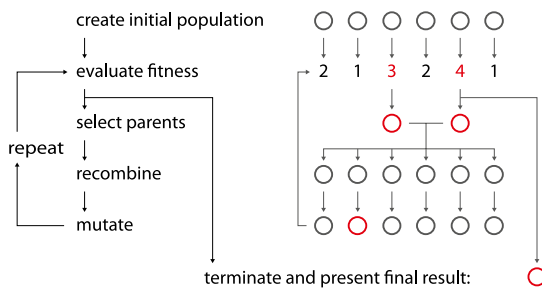 create initial population
evaluate fitness
2 1 3 2 4 1
select parents
repeat
recombine
mutate
terminate and present final result: